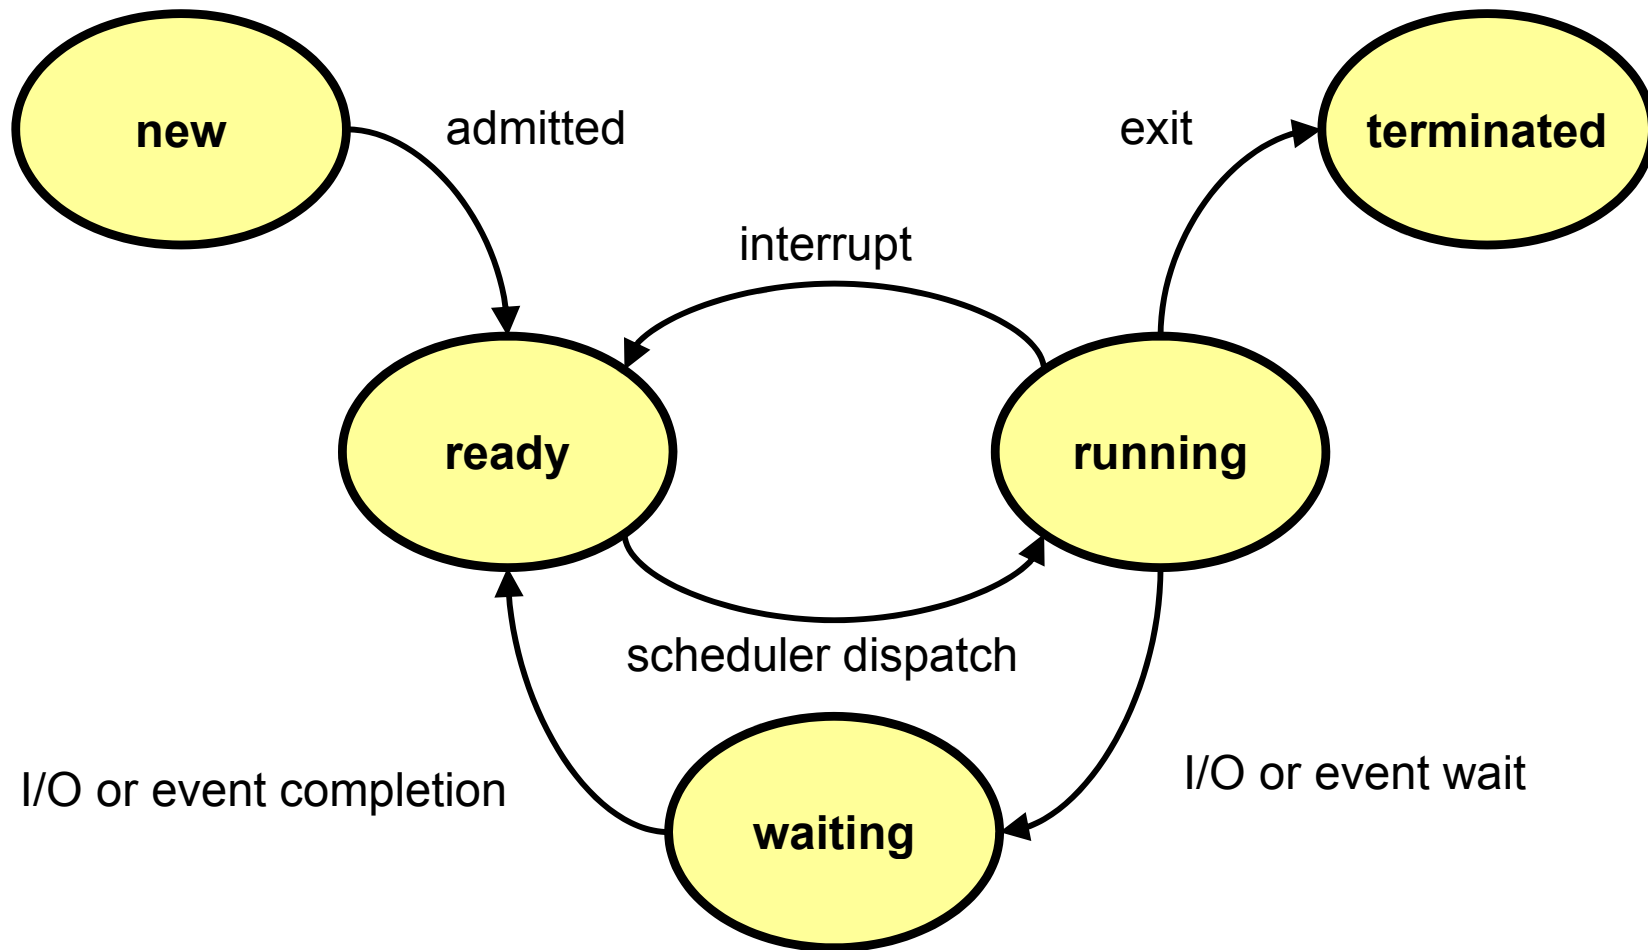 new
admitted
exit
terminated
interrupt
ready
running
scheduler dispatch
I/O or event completion
I/O or event wait
waiting